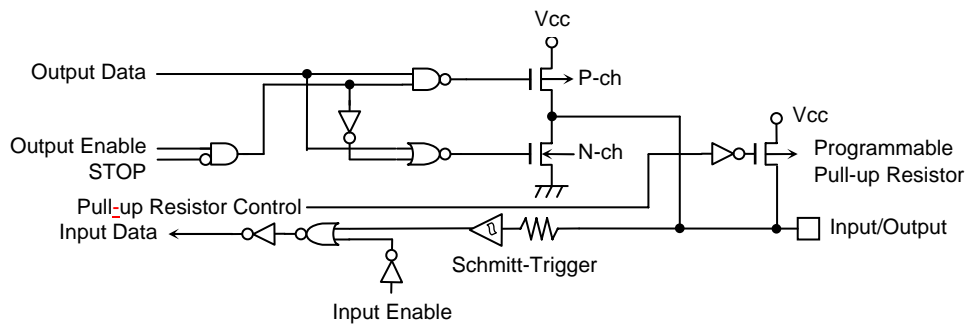 Vcc
Output Data
P-ch
Vcc
Output Enable
STOP
N-ch
Programmable
Pull-up Resistor
Pull-up Resistor Control
Input Data
Input/Output
Schmitt-Trigger
Input Enable